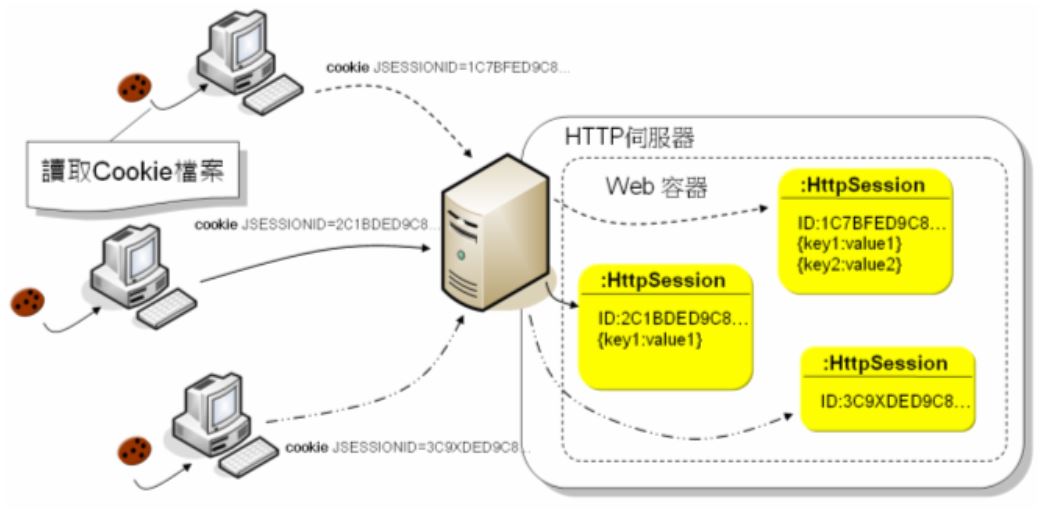 cookie JSESSIONID=1C7BFED9C8...
讀取Cookie檔案
cookie JSESSIONID=2C1BDED9C8...
cookie JSESSIONID=3C9XDED9C8...
HTTP伺服器
Web 容器
:HttpSession
ID:1C7BFED9C8...
{key1:value1}
{key2:value2}
:HttpSession
ID:2C1BDED9C8...
{key1:value1}
:HttpSession
ID:3C9XDED9C8...